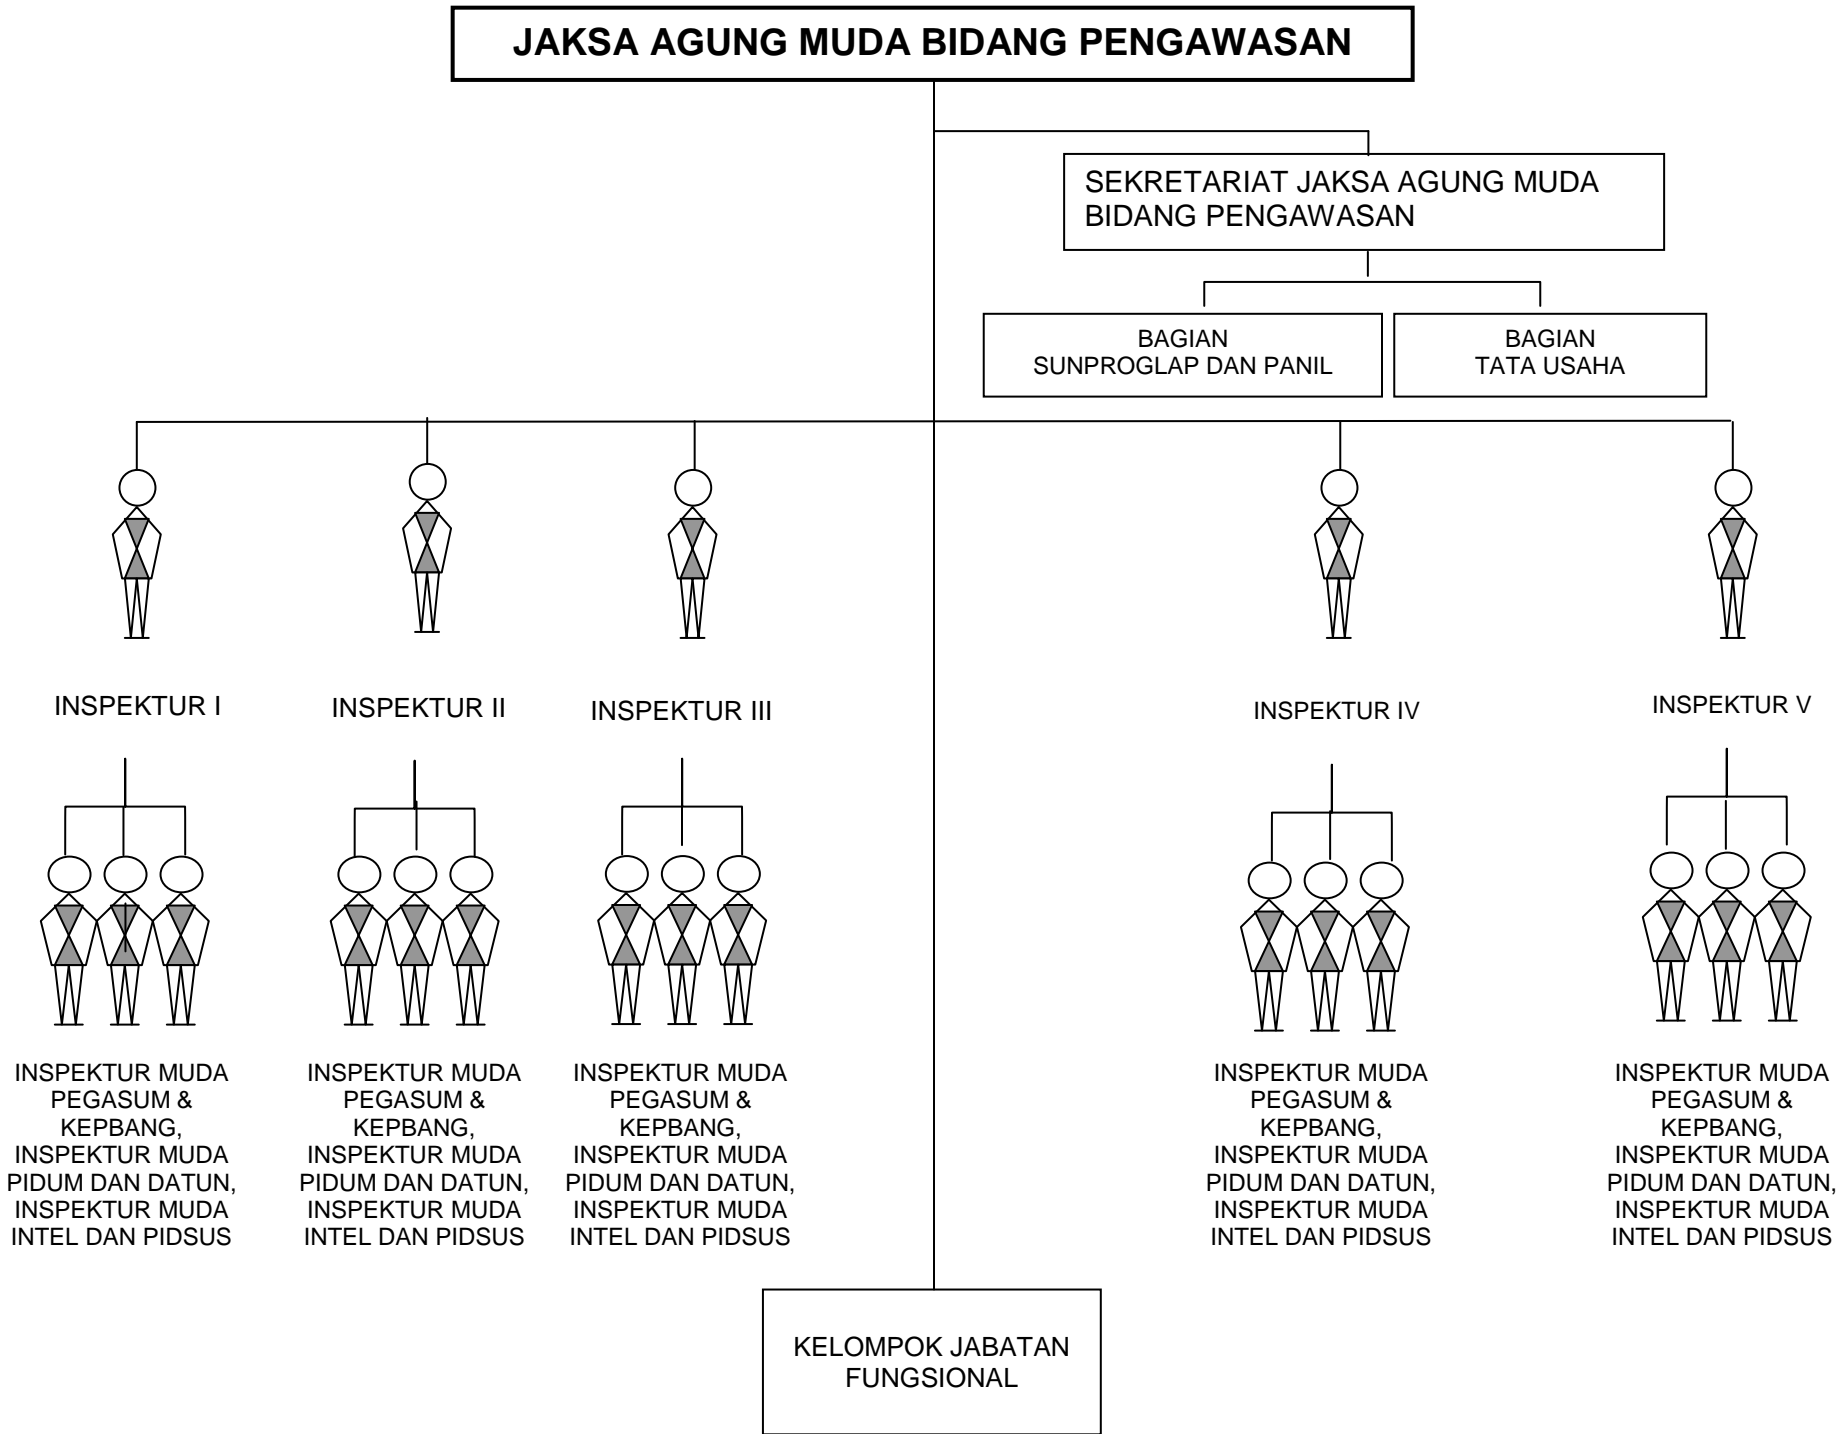 JAKSA AGUNG MUDA BIDANG PENGAWASAN
SEKRETARIAT JAKSA AGUNG MUDA
BIDANG PENGAWASAN
BAGIAN
SUNPROGLAP DAN PANIL
BAGIAN
TATA USAHA
INSPEKTUR I
INSPEKTUR II
INSPEKTUR III
INSPEKTUR IV
INSPEKTUR V
INSPEKTUR MUDA
PEGASUM &
KEPBANG,
INSPEKTUR MUDA
PIDUM DAN DATUN,
INSPEKTUR MUDA
INTEL DAN PIDSUS
INSPEKTUR MUDA
PEGASUM &
KEPBANG,
INSPEKTUR MUDA
PIDUM DAN DATUN,
INSPEKTUR MUDA
INTEL DAN PIDSUS
INSPEKTUR MUDA
PEGASUM &
KEPBANG,
INSPEKTUR MUDA
PIDUM DAN DATUN,
INSPEKTUR MUDA
INTEL DAN PIDSUS
INSPEKTUR MUDA
PEGASUM &
KEPBANG,
INSPEKTUR MUDA
PIDUM DAN DATUN,
INSPEKTUR MUDA
INTEL DAN PIDSUS
INSPEKTUR MUDA
PEGASUM &
KEPBANG,
INSPEKTUR MUDA
PIDUM DAN DATUN,
INSPEKTUR MUDA
INTEL DAN PIDSUS
KELOMPOK JABATAN
FUNGSIONAL